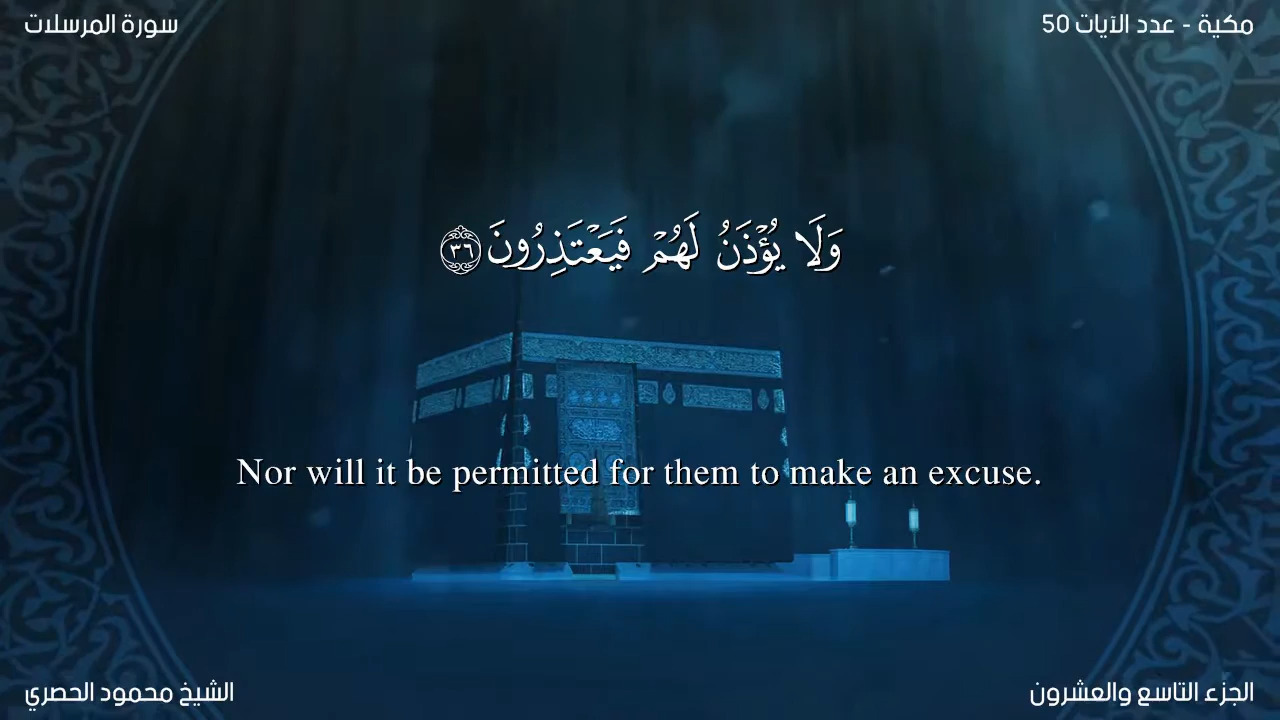 مكية - عدد الآيات 50
سورة المرسلات
وَلَا يُؤْذَنُ لَهُمْ فَيَعْتَذِرُونَ ٣٦
Nor will it be permitted for them to make an excuse.
الجزء التاسع والعشرون
الشيخ محمود الحصري